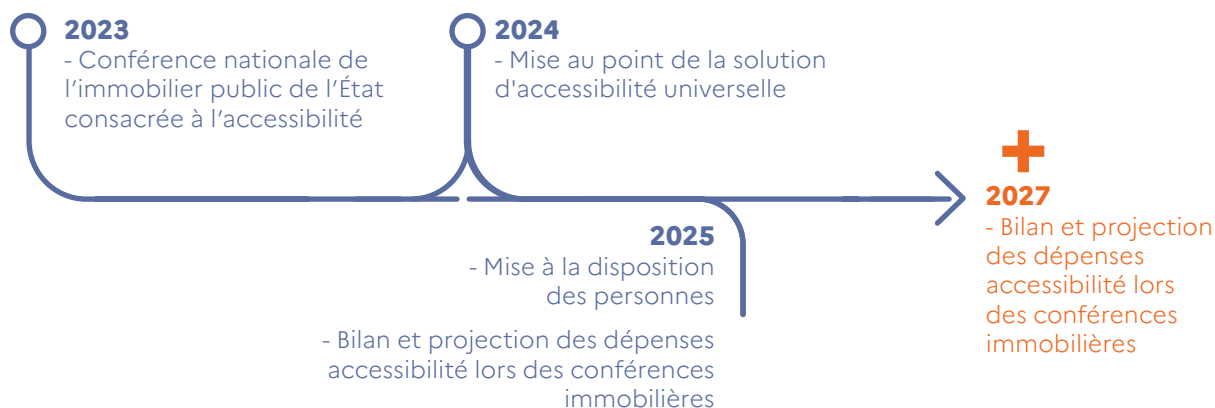 2023
- Conférence nationale de
l’immobilier public de l’État
consacrée à l’accessibilité
2024
- Mise au point de la solution
d'accessibilité universelle
2025
- Mise à la disposition
des personnes
- Bilan et projection des dépenses
accessibilité lors des conférences
immobilières
2027
- Bilan et projection
des dépenses
accessibilité lors
des conférences
immobilières